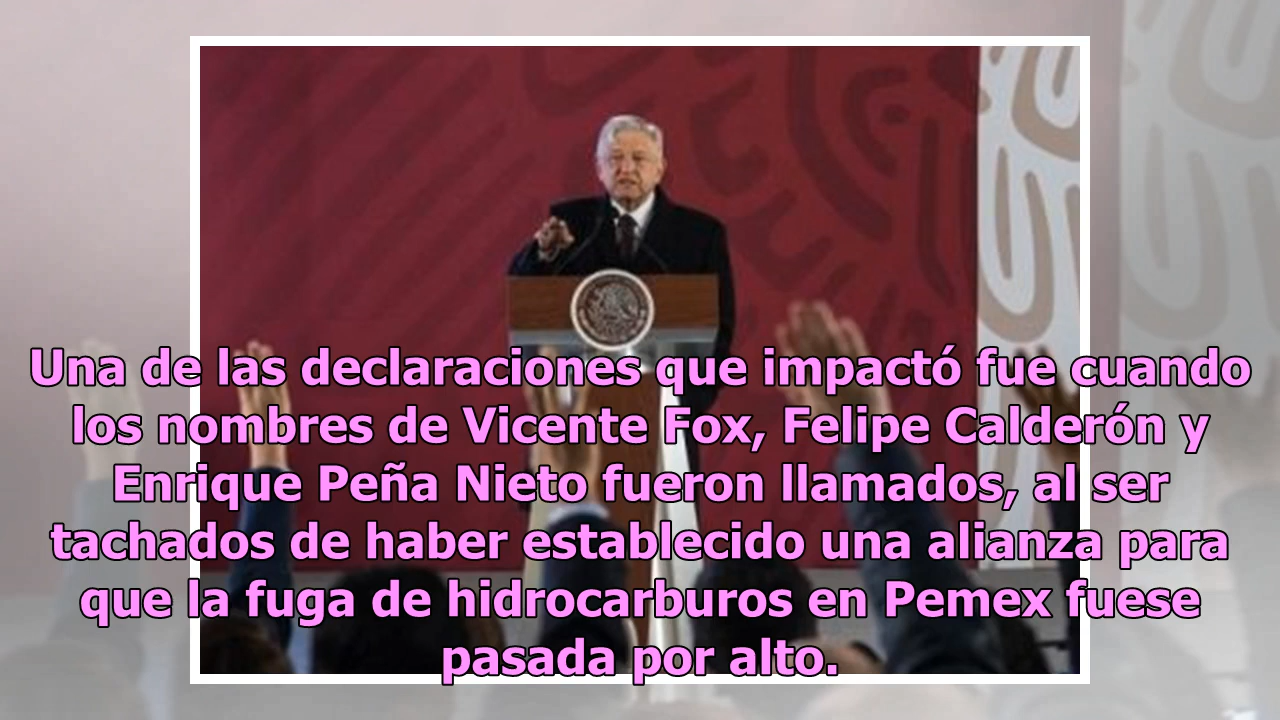 Una de las declaraciones que impactó fue cuando
los nombres de Vicente Fox, Felipe Calderón y
Enrique Peña Nieto fueron llamados, al ser
tachados de haber establecido una alianza para
que la fuga de hidrocarburos en Pemex fuese
pasada por alto.